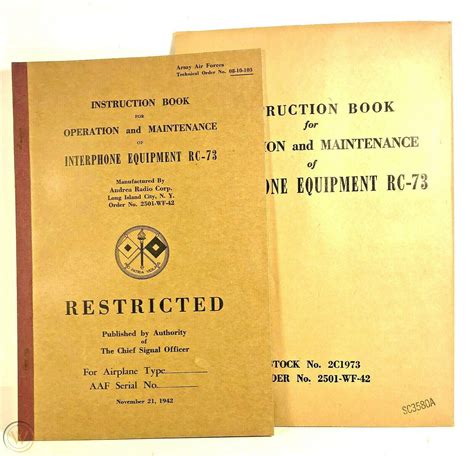 Army Air Forces
Technical Order No. 08-10-103
INSTRUCTION BOOK
FOR
OPERATION and MAINTENANCE
OF
INTERPHONE EQUIPMENT RC-73
Manufactured By
Andrea Radio Corp.
Long Island City, N. Y.
Order No. 2501-WF-42
RESTRICTED
Published by Authority
of
The Chief Signal Officer
For Airplane Type
AAF Serial No.
November 21, 1942
TRUCTION BOOK
for
ION and MAINTENANCE
of
PHONE EQUIPMENT RC-73
STOCK No. 2C1973
DER No. 2501-WF-42
SC3580A